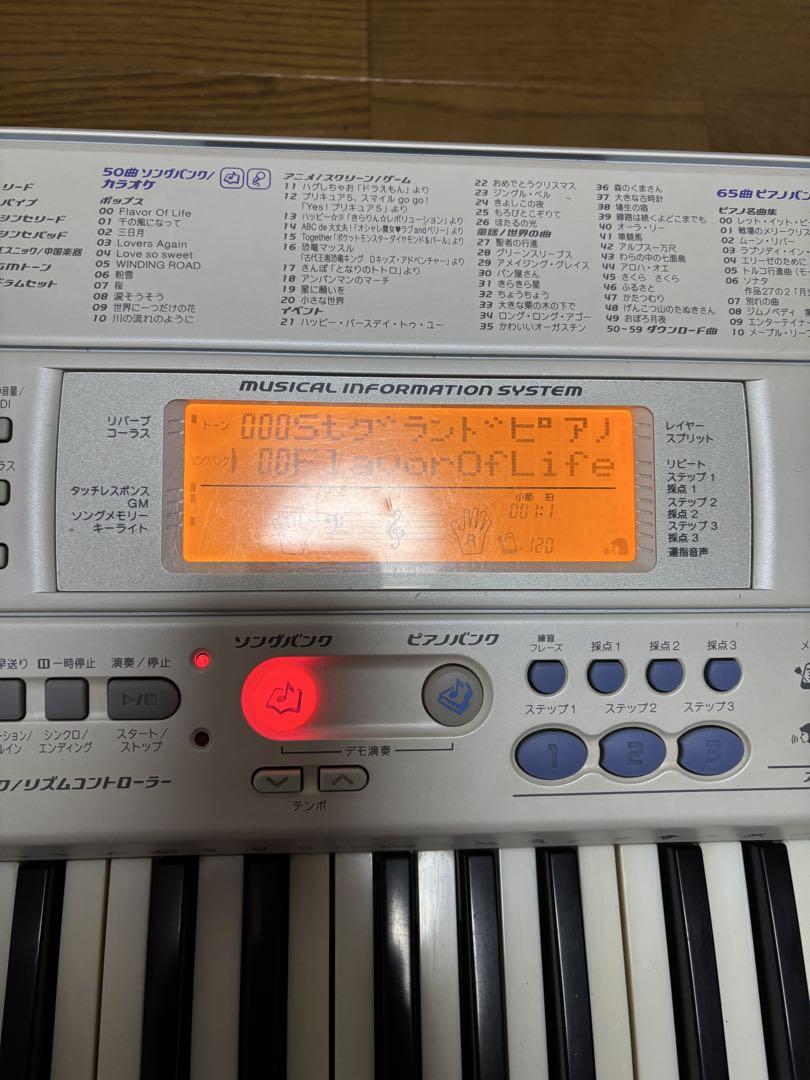 リード
パイプ
シンセリード
シンセパッド
エスニック/中国楽器
GMトーン
ドラムセット
50曲 ソングバンク/
カラオケ
ポップス
00 Flavor Of Life
01 千の風になって
02 三日月
03 Lovers Again
04 Love so sweet
05 WINDING ROAD
06 粉雪
07 桜
08 涙そうそう
09 世界に一つだけの花
10 川の流れのように
アニメ/スクリーン/ゲーム
11 ハグしちゃお「ドラえもん」より
12 プリキュア5、スマイル go go!
「Yes! プリキュア5」より
13 ハッピー☆彡「きらりん☆レボリューション」より
14 ABC de 大丈夫!「オシャレ魔女♥ラブandベリー」より
15 Together「ポケットモンスターダイヤモンド&パール」より
16 恐竜マッスル
「古代王者恐竜キング Dキッズ・アドベンチャー」より
17 さんぽ「となりのトトロ」より
18 アンパンマンのマーチ
19 星に願いを
20 小さな世界
イベント
21 ハッピー・バースデイ・トゥ・ユー
22 おめでとうクリスマス
23 ジングル・ベル
24 きよしこの夜
25 もろびとこぞりて
26 ほたるの光
童謡/世界の曲
27 聖者の行進
28 グリーンスリーブス
29 アメイジング・グレイス
30 パン屋さん
31 きらきら星
32 ちょうちょう
33 大きな栗の木の下で
34 ロング・ロング・アゴー
35 かわいいオーガスチン
36 森のくまさん
37 大きな古時計
38 埴生の宿
39 線路は続くよどこまでも
40 オーラ・リー
41 草競馬
42 アルプス一万尺
43 わらの中の七面鳥
44 アロハ・オエ
45 さくら さくら
46 ふるさと
47 かたつむり
48 げんこつ山のたぬきさん
49 おぼろ月夜
50~59 ダウンロード曲
65曲 ピアノバン
ピアノ名曲集
00 レット・イット・ビ
01 戦場のメリークリス
02 ムーン・リバー
03 ラブソディ・イン・
04 エリーゼのために
05 トルコ行進曲(モー
06 ソナタ
作品27の2「月
07 別れの曲
08 ジムノペディ 第
09 エンターテイナー
10 メープル・リーフ
MUSICAL INFORMATION SYSTEM
音量/
DI
リバーブ
コーラス
タッチレスポンス
GM
ソングメモリー
キーライト
トーン 000Stグランドピアノ
ソングバンク 00FlavorOfLife
小節 拍
001:1
R
=120
レイヤー
スプリット
リピート
ステップ 1
採点 1
ステップ 2
採点 2
ステップ 3
採点 3
運指音声
早送り
一時停止
演奏/停止
シンクロ/
エンディング
スタート/
ストップ
ソングバンク
ピアノバンク
デモ演奏
テンポ
練習
フレーズ
採点 1
採点 2
採点 3
ステップ1
ステップ2
ステップ3
1
2
3
/リズムコントローラー